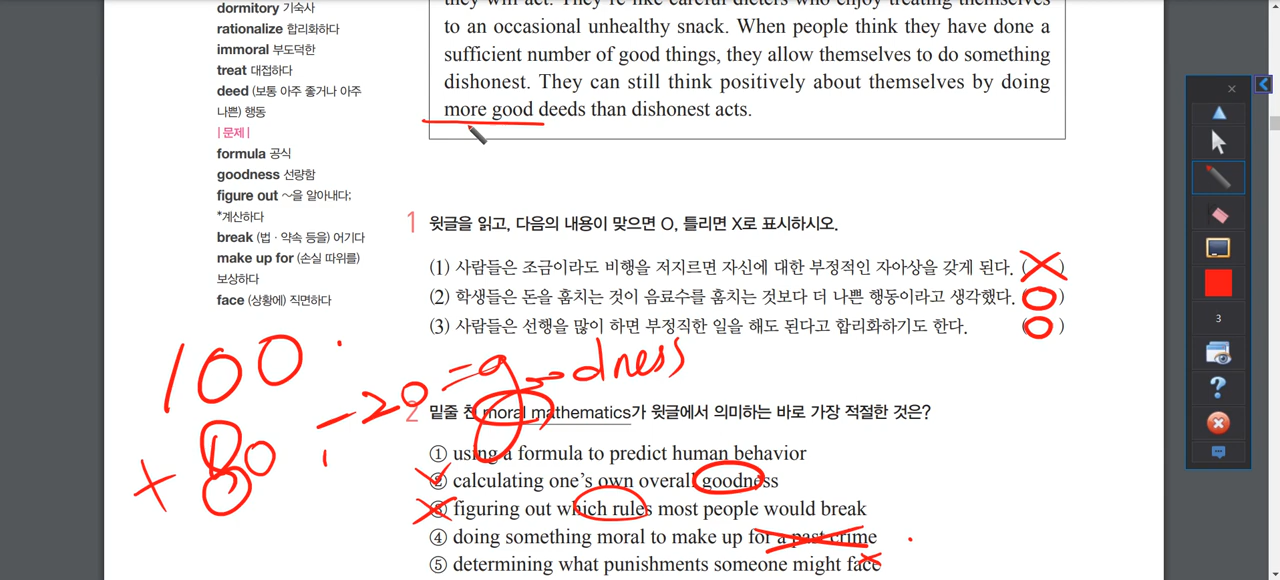 dormitory 기숙사
rationalize 합리화하다
immoral 부도덕한
treat 대접하다
deed (보통 아주 좋거나 아주
나쁜) 행동
|문제|
formula 공식
goodness 선량함
figure out ~을 알아내다;
*계산하다
break (법·약속 등을) 어기다
make up for (손실 따위를)
보상하다
face (상황에) 직면하다
they will act. They're like careful dieters who enjoy treating themselves
to an occasional unhealthy snack. When people think they have done a
sufficient number of good things, they allow themselves to do something
dishonest. They can still think positively about themselves by doing
more good deeds than dishonest acts.
1 윗글을 읽고, 다음의 내용이 맞으면 O, 틀리면 X로 표시하시오.
(1) 사람들은 조금이라도 비행을 저지르면 자신에 대한 부정적인 자아상을 갖게 된다. (X)
(2) 학생들은 돈을 훔치는 것이 음료수를 훔치는 것보다 더 나쁜 행동이라고 생각했다. (O)
(3) 사람들은 선행을 많이 하면 부정직한 일을 해도 된다고 합리화하기도 한다. (O)
100
+80
-20 = goodness
2 밑줄 친 moral mathematics가 윗글에서 의미하는 바로 가장 적절한 것은?
① using a formula to predict human behavior
② calculating one's own overall goodness
③ figuring out which rules most people would break
④ doing something moral to make up for a past crime
⑤ determining what punishments someone might face
3